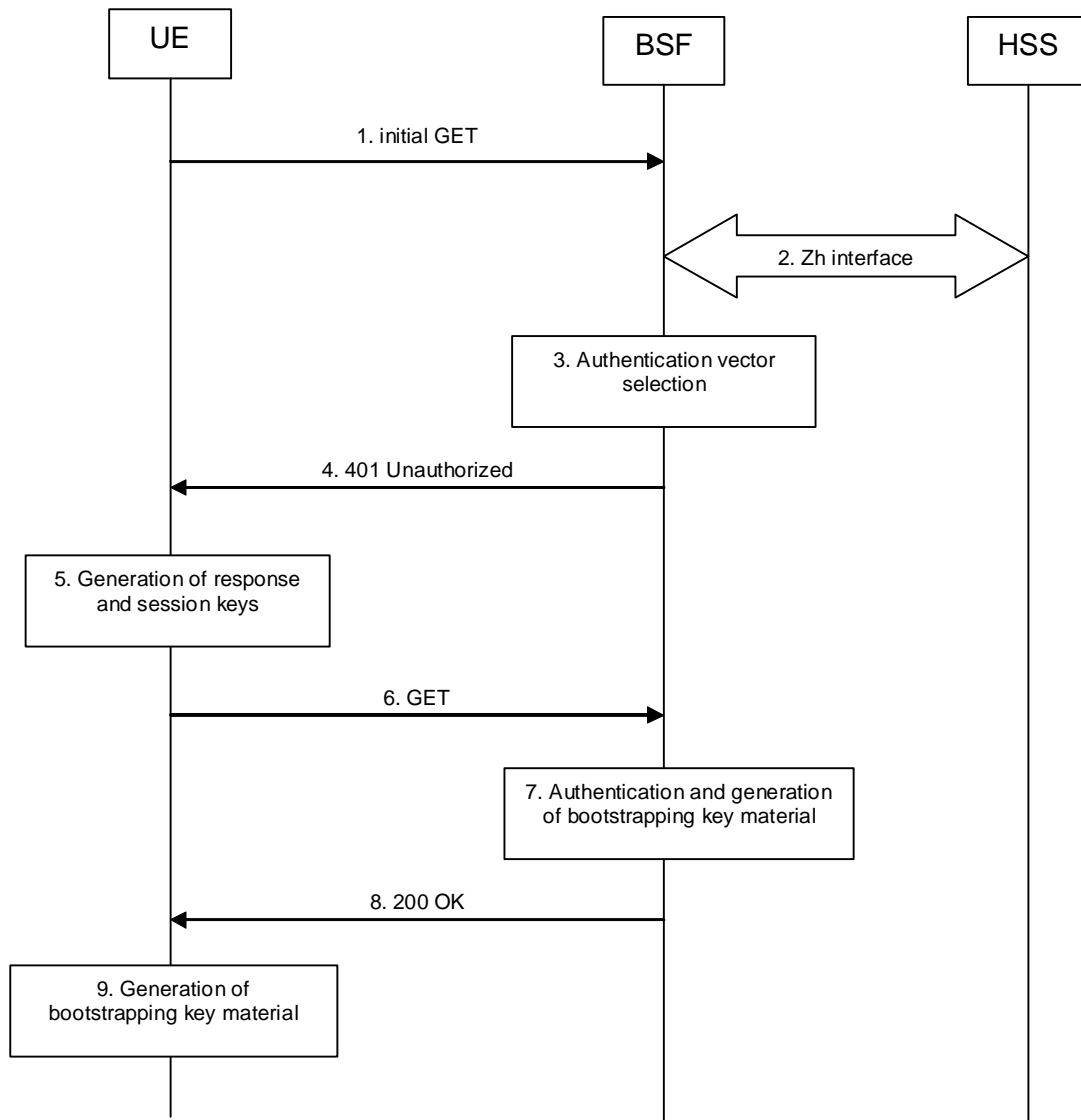 UE
BSF
HSS
1. initial GET
2. Zh interface
3. Authentication vector
selection
4. 401 Unauthorized
5. Generation of response
and session keys
6. GET
7. Authentication and generation
of bootstrapping key material
8. 200 OK
9. Generation of
bootstrapping key material